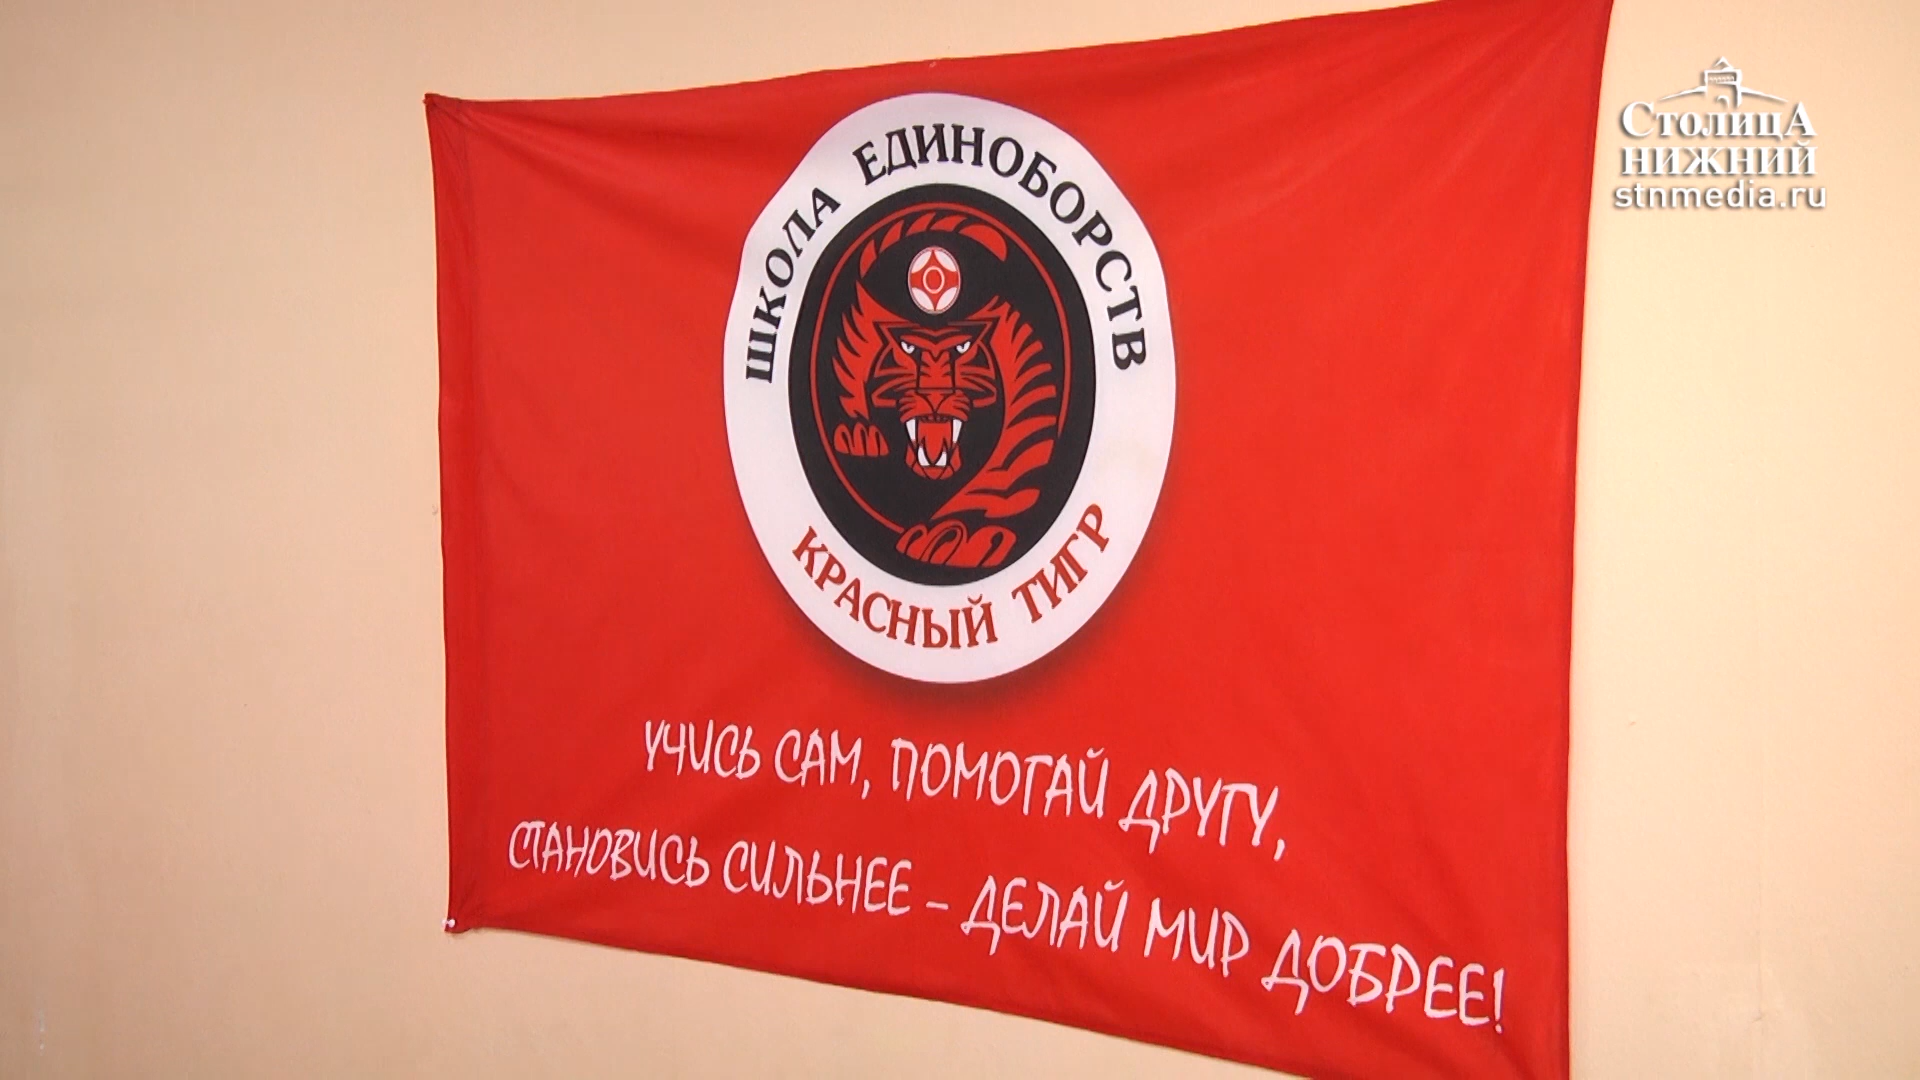 ШКОЛА ЕДИНОБОРСТВ
КРАСНЫЙ ТИГР
УЧИСЬ САМ, ПОМОГАЙ ДРУГУ,
СТАНОВИСЬ СИЛЬНЕЕ – ДЕЛАЙ МИР ДОБРЕЕ!
СТОЛИЦА
НИЖНИЙ
stnmedia.ru